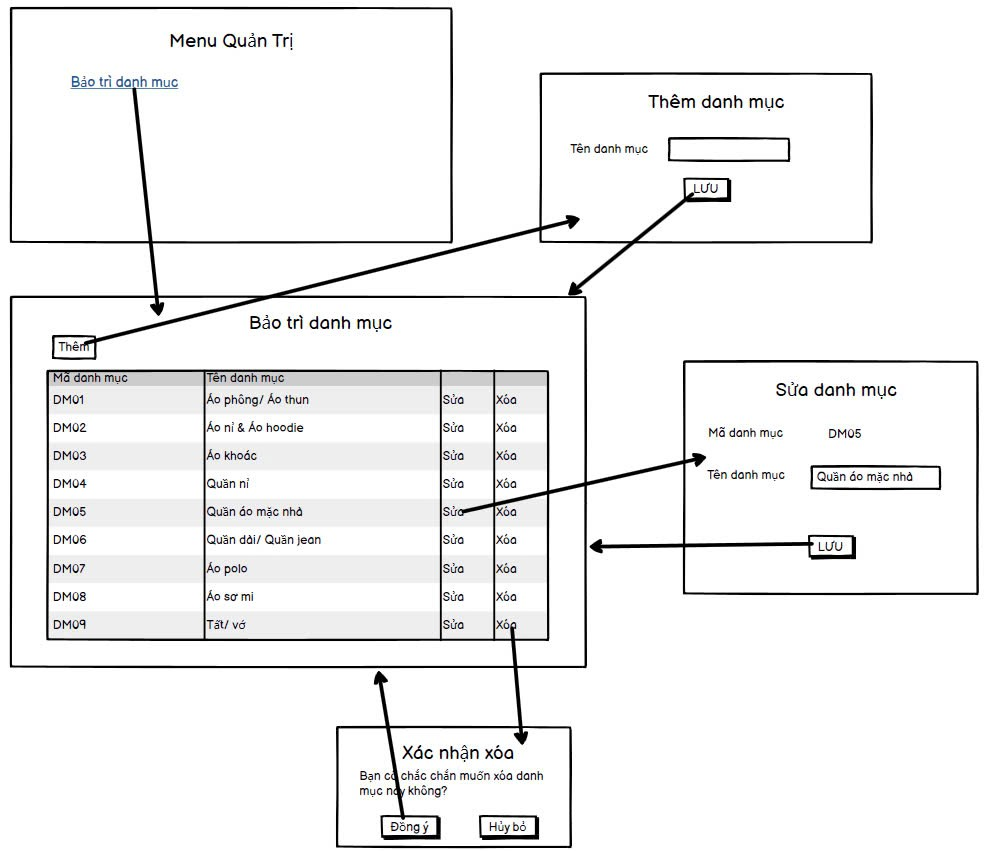 Menu Quản Trị
Bảo trì danh mục
Thêm danh mục
Tên danh mục
LƯU
Bảo trì danh mục
Thêm
Mã danh mục Tên danh mục
DM01 Áo phông/ Áo thun Sửa Xóa
DM02 Áo nỉ & Áo hoodie Sửa Xóa
DM03 Áo khoác Sửa Xóa
DM04 Quần nỉ Sửa Xóa
DM05 Quần áo mặc nhà Sửa Xóa
DM06 Quần dài/ Quần jean Sửa Xóa
DM07 Áo polo Sửa Xóa
DM08 Áo sơ mi Sửa Xóa
DM09 Tất/ vớ Sửa Xóa
Sửa danh mục
Mã danh mục DM05
Tên danh mục Quần áo mặc nhà
LƯU
Xác nhận xóa
Bạn có chắc chắn muốn xóa danh
mục này không?
Đồng ý Hủy bỏ